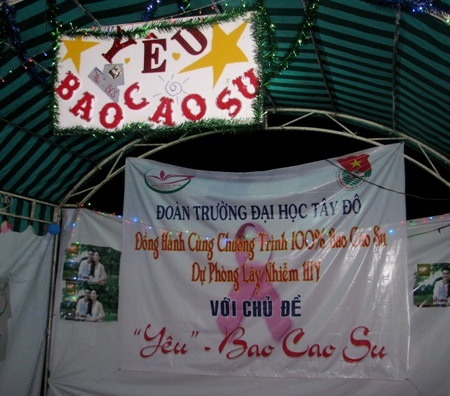 YÊU
BAO CAO SU
ĐOÀN TRƯỜNG ĐẠI HỌC TÂY ĐÔ
Đồng Hành Cùng Chương Trình 100% Bao Cao Su
Dự Phòng Lây Nhiễm HIV
VỚI CHỦ ĐỀ
"Yêu" - Bao Cao Su